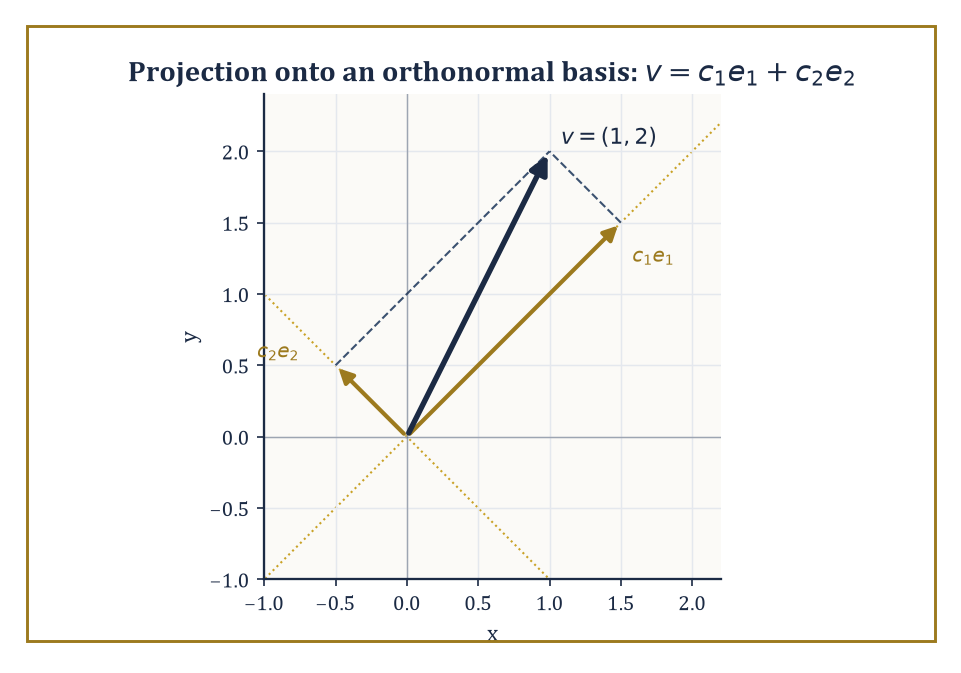 Projection onto an orthonormal basis: v = c₁e₁ + c₂e₂
v = (1, 2)
2.0
1.5
c₁e₁
1.0
y
c₂e₂
0.5
0.0
−0.5
−1.0
−1.0 −0.5 0.0 0.5 1.0 1.5 2.0
x